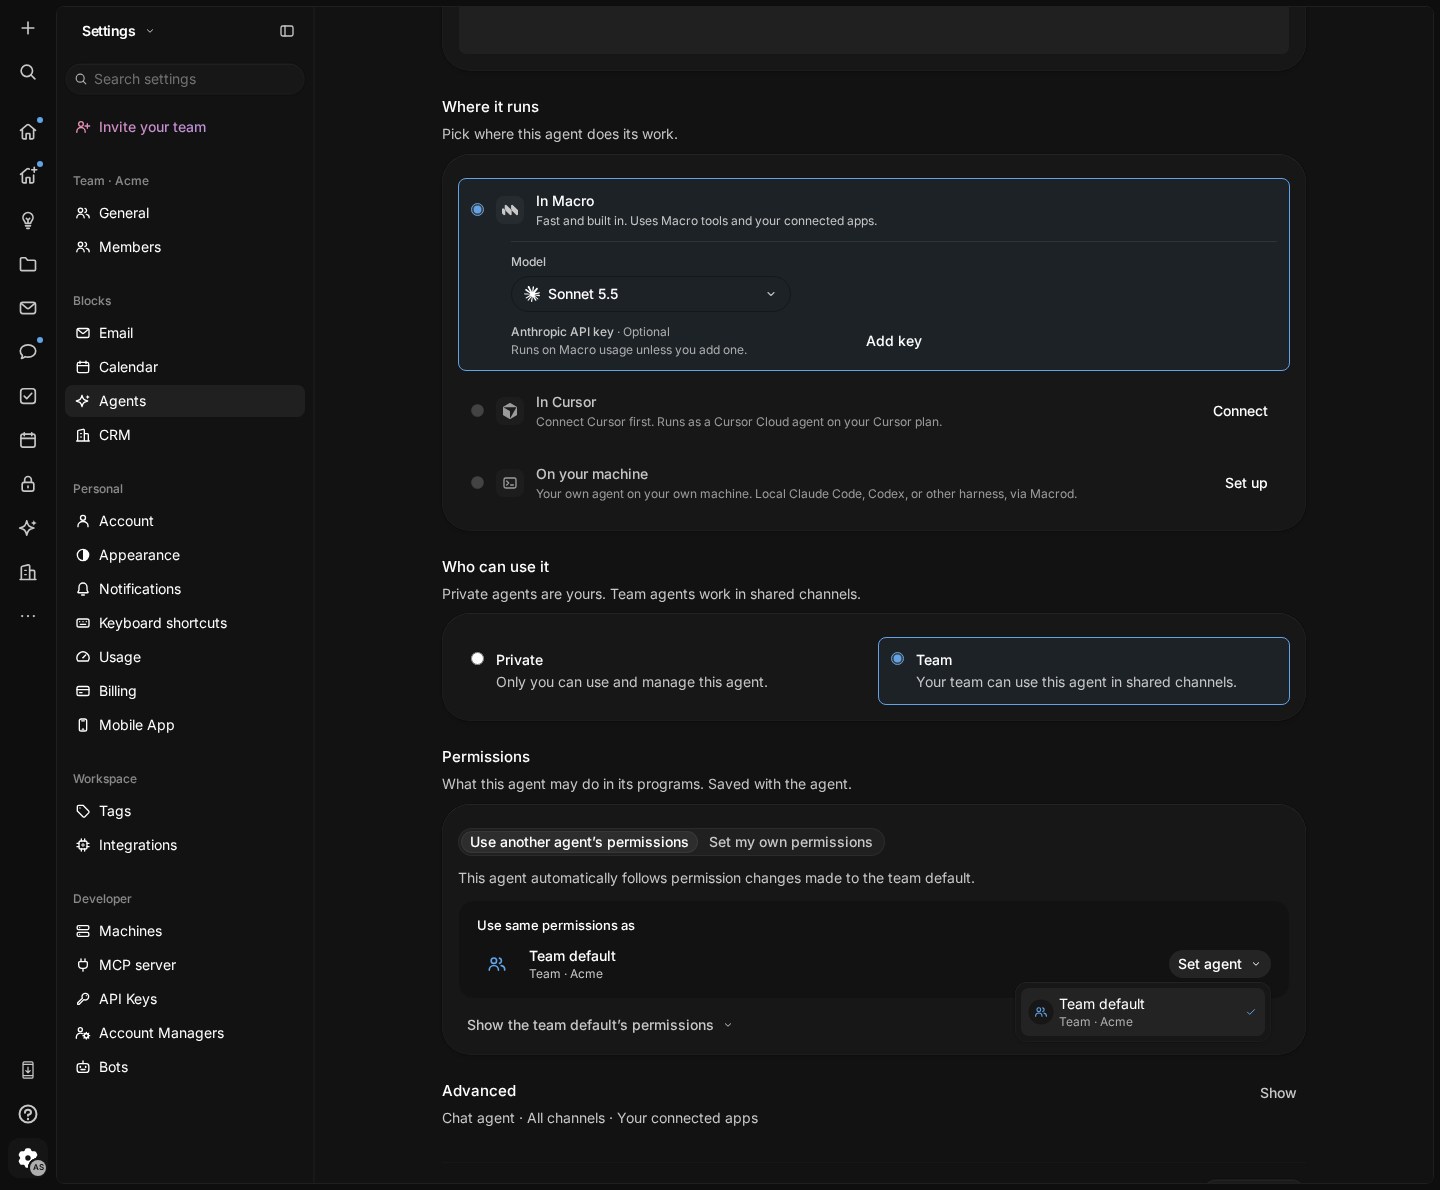 Settings
Search settings
Invite your team
Team · Acme
General
Members
Blocks
Email
Calendar
Agents
CRM
Personal
Account
Appearance
Notifications
Keyboard shortcuts
Usage
Billing
Mobile App
Workspace
Tags
Integrations
Developer
Machines
MCP server
API Keys
Account Managers
Bots
AS
Where it runs
Pick where this agent does its work.
In Macro
Fast and built in. Uses Macro tools and your connected apps.
Model
Sonnet 5.5
Anthropic API key · Optional
Runs on Macro usage unless you add one.
Add key
In Cursor
Connect Cursor first. Runs as a Cursor Cloud agent on your Cursor plan.
Connect
On your machine
Your own agent on your own machine. Local Claude Code, Codex, or other harness, via Macrod.
Set up
Who can use it
Private agents are yours. Team agents work in shared channels.
Private
Only you can use and manage this agent.
Team
Your team can use this agent in shared channels.
Permissions
What this agent may do in its programs. Saved with the agent.
Use another agent’s permissions
Set my own permissions
This agent automatically follows permission changes made to the team default.
Use same permissions as
Team default
Team · Acme
Set agent
Team default
Team · Acme
Show the team default’s permissions
Advanced
Show
Chat agent · All channels · Your connected apps